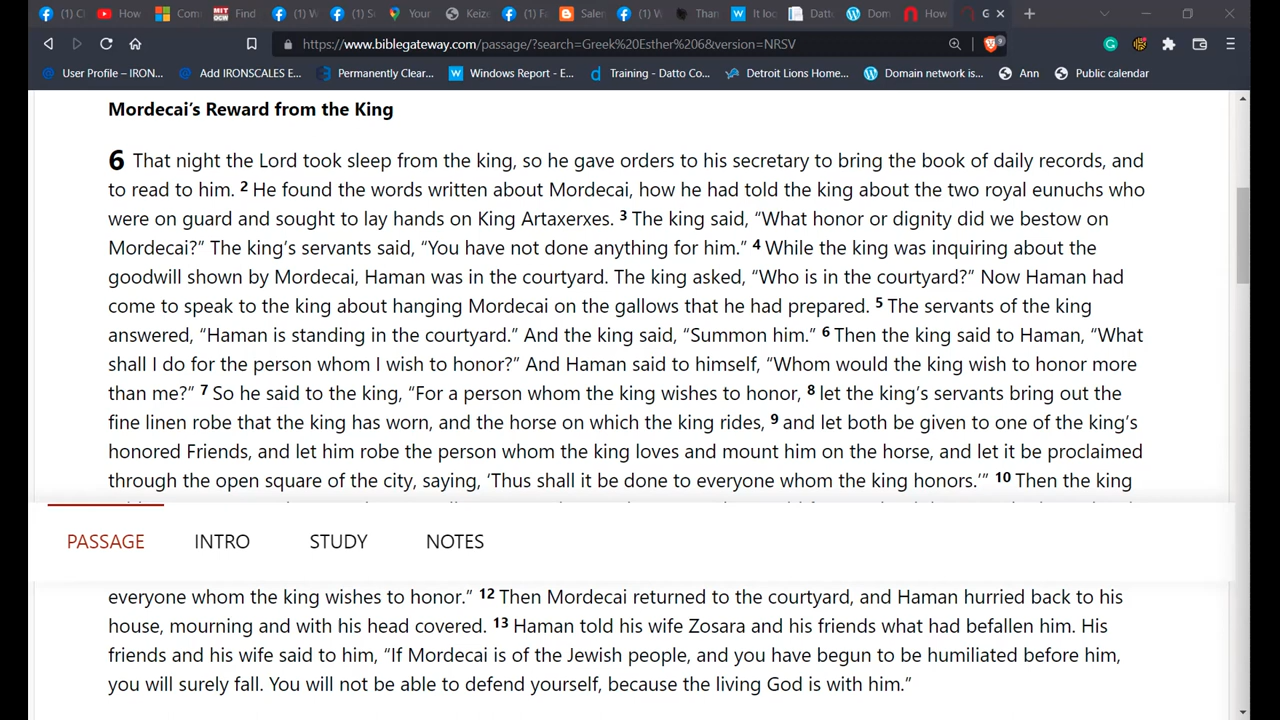 (1) C
How
Com
MIT OCW Find
(1) W
(1) S
Your
Keize
(1) F
Saler
(1) W
Than
It loo
Datt
Dom
How
G
https://www.biblegateway.com/passage/?search=Greek%20Esther%206&version=NRSV
9
User Profile – IRON...
Add IRONSCALES E...
Permanently Clear...
Windows Report - E...
Training - Datto Co...
Detroit Lions Home...
Domain network is...
Ann
Public calendar
Mordecai’s Reward from the King
6 That night the Lord took sleep from the king, so he gave orders to his secretary to bring the book of daily records, and
to read to him. 2 He found the words written about Mordecai, how he had told the king about the two royal eunuchs who
were on guard and sought to lay hands on King Artaxerxes. 3 The king said, “What honor or dignity did we bestow on
Mordecai?” The king’s servants said, “You have not done anything for him.” 4 While the king was inquiring about the
goodwill shown by Mordecai, Haman was in the courtyard. The king asked, “Who is in the courtyard?” Now Haman had
come to speak to the king about hanging Mordecai on the gallows that he had prepared. 5 The servants of the king
answered, “Haman is standing in the courtyard.” And the king said, “Summon him.” 6 Then the king said to Haman, “What
shall I do for the person whom I wish to honor?” And Haman said to himself, “Whom would the king wish to honor more
than me?” 7 So he said to the king, “For a person whom the king wishes to honor, 8 let the king’s servants bring out the
fine linen robe that the king has worn, and the horse on which the king rides, 9 and let both be given to one of the king’s
honored Friends, and let him robe the person whom the king loves and mount him on the horse, and let it be proclaimed
through the open square of the city, saying, ‘Thus shall it be done to everyone whom the king honors.’” 10 Then the king
PASSAGE INTRO STUDY NOTES
everyone whom the king wishes to honor.” 12 Then Mordecai returned to the courtyard, and Haman hurried back to his
house, mourning and with his head covered. 13 Haman told his wife Zosara and his friends what had befallen him. His
friends and his wife said to him, “If Mordecai is of the Jewish people, and you have begun to be humiliated before him,
you will surely fall. You will not be able to defend yourself, because the living God is with him.”